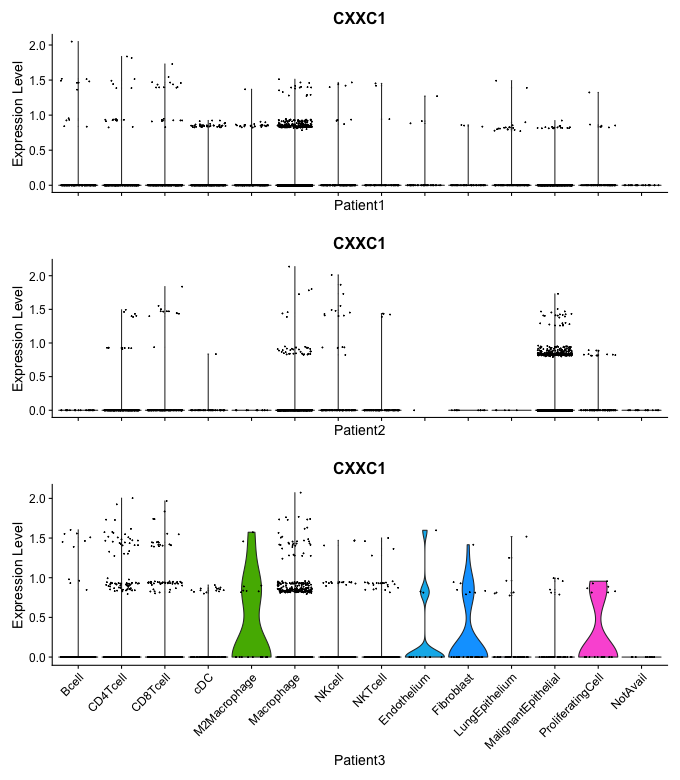 CXXC1
Expression Level
2.0
1.5
1.0
0.5
0.0
Patient1
CXXC1
Expression Level
2.0
1.5
1.0
0.5
0.0
Patient2
CXXC1
Expression Level
2.0
1.5
1.0
0.5
0.0
Bcell
CD4Tcell
CD8Tcell
cDC
M2Macrophage
Macrophage
NKcell
NKTcell
Endothelium
Fibroblast
LungEpithelium
MalignantEpithelial
ProliferatingCell
NotAvail
Patient3